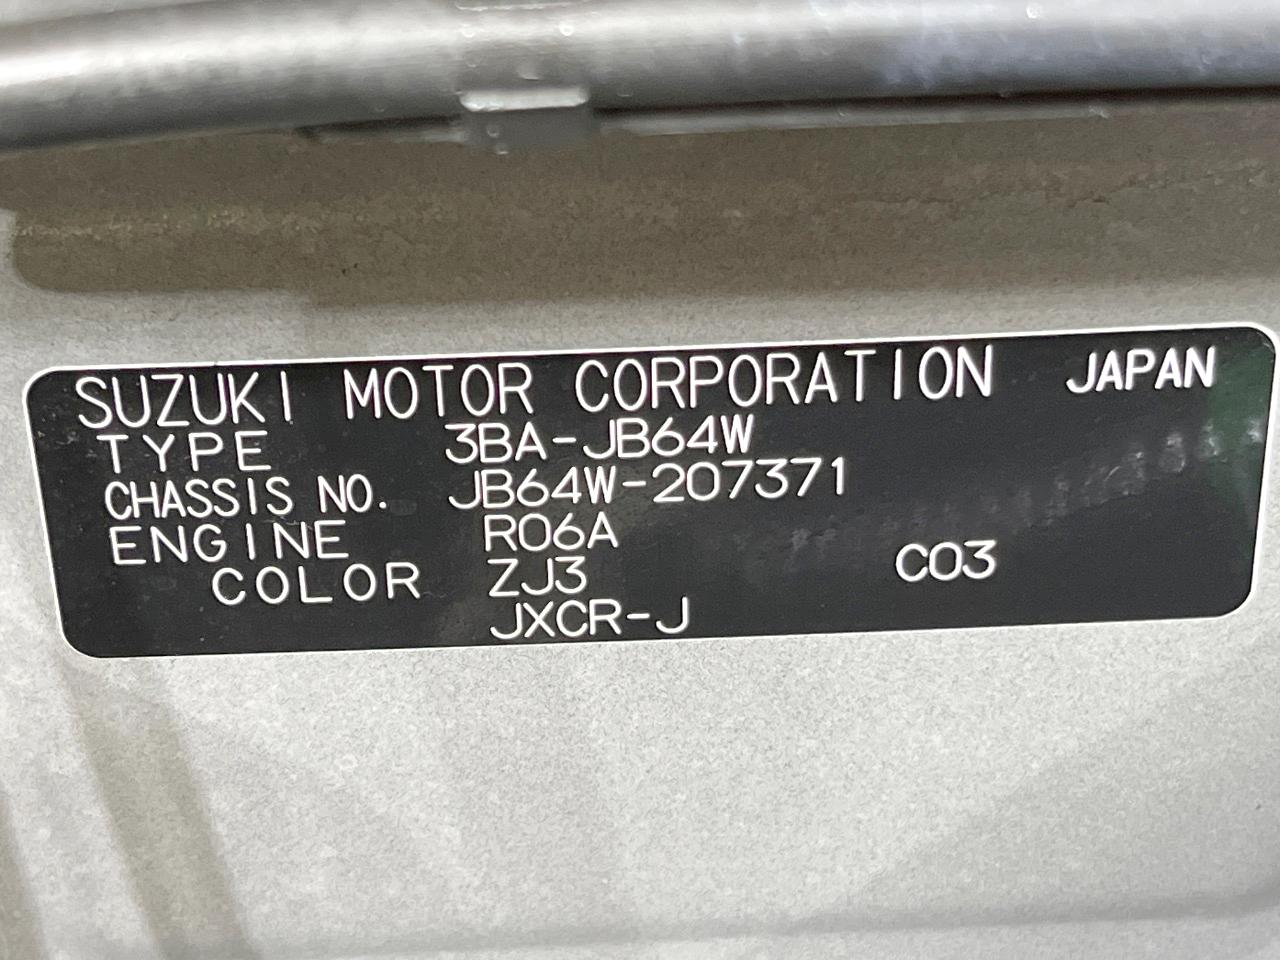 SUZUKI MOTOR CORPORATION JAPAN
TYPE 3BA-JB64W
CHASSIS NO. JB64W-207371
ENGINE R06A
COLOR ZJ3 C03
JXCR-J